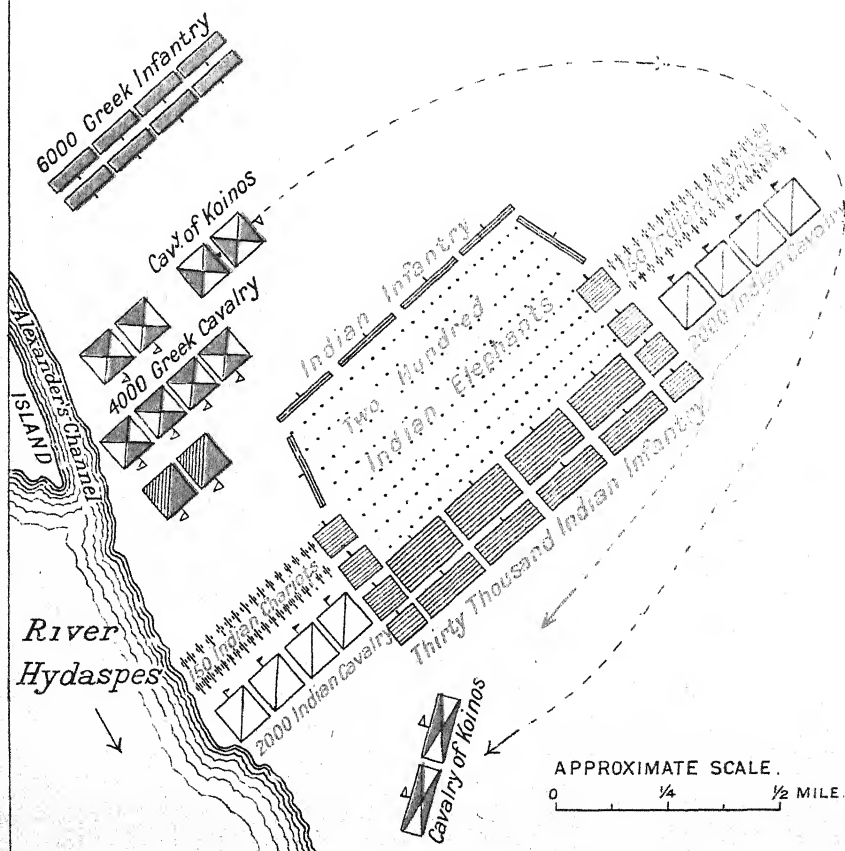 6000 Greek Infantry
Cavy. of Koinos
4000 Greek Cavalry
Alexander's Channel
ISLAND
Indian Infantry
Two Hundred
Indian Elephants
150 Indian Chariots
2000 Indian Cavalry
Thirty Thousand Indian Infantry
150 Indian Chariots
2000 Indian Cavalry
River
Hydaspes
Cavalry of Koinos
APPROXIMATE SCALE.
0 1/4 1/2 MILE.